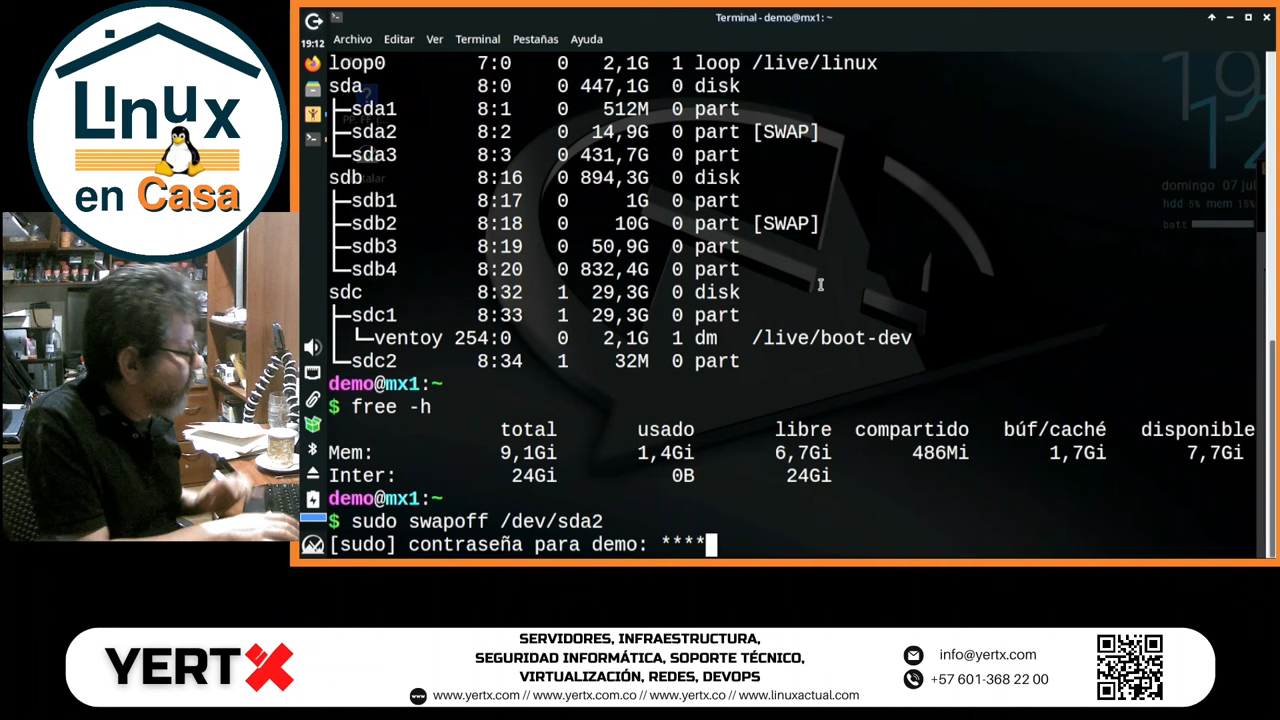 Linux
en Casa
Terminal - demo@mx1: ~
19:12
Archivo Editar Ver Terminal Pestañas Ayuda
loop0 7:0 0 2,1G 1 loop /live/linux
sda 8:0 0 447,1G 0 disk
├─sda1 8:1 0 512M 0 part
├─sda2 8:2 0 14,9G 0 part [SWAP]
└─sda3 8:3 0 431,7G 0 part
sdb 8:16 0 894,3G 0 disk
├─sdb1 8:17 0 1G 0 part
├─sdb2 8:18 0 10G 0 part [SWAP]
├─sdb3 8:19 0 50,9G 0 part
└─sdb4 8:20 0 832,4G 0 part
sdc 8:32 1 29,3G 0 disk
├─sdc1 8:33 1 29,3G 0 part
│ └─ventoy 254:0 0 2,1G 1 dm /live/boot-dev
└─sdc2 8:34 1 32M 0 part
demo@mx1:~
$ free -h
total usado libre compartido búf/caché disponible
Mem: 9,1Gi 1,4Gi 6,7Gi 486Mi 1,7Gi 7,7Gi
Inter: 24Gi 0B 24Gi
demo@mx1:~
$ sudo swapoff /dev/sda2
[sudo] contraseña para demo: ****
19
12
domingo 07 jul
hdd 5% mem 15%
batt
YERTX
SERVIDORES, INFRAESTRUCTURA,
SEGURIDAD INFORMÁTICA, SOPORTE TÉCNICO,
VIRTUALIZACIÓN, REDES, DEVOPS
www.yertx.com // www.yertx.com.co // www.yertx.co // www.linuxactual.com
info@yertx.com
+57 601-368 22 00